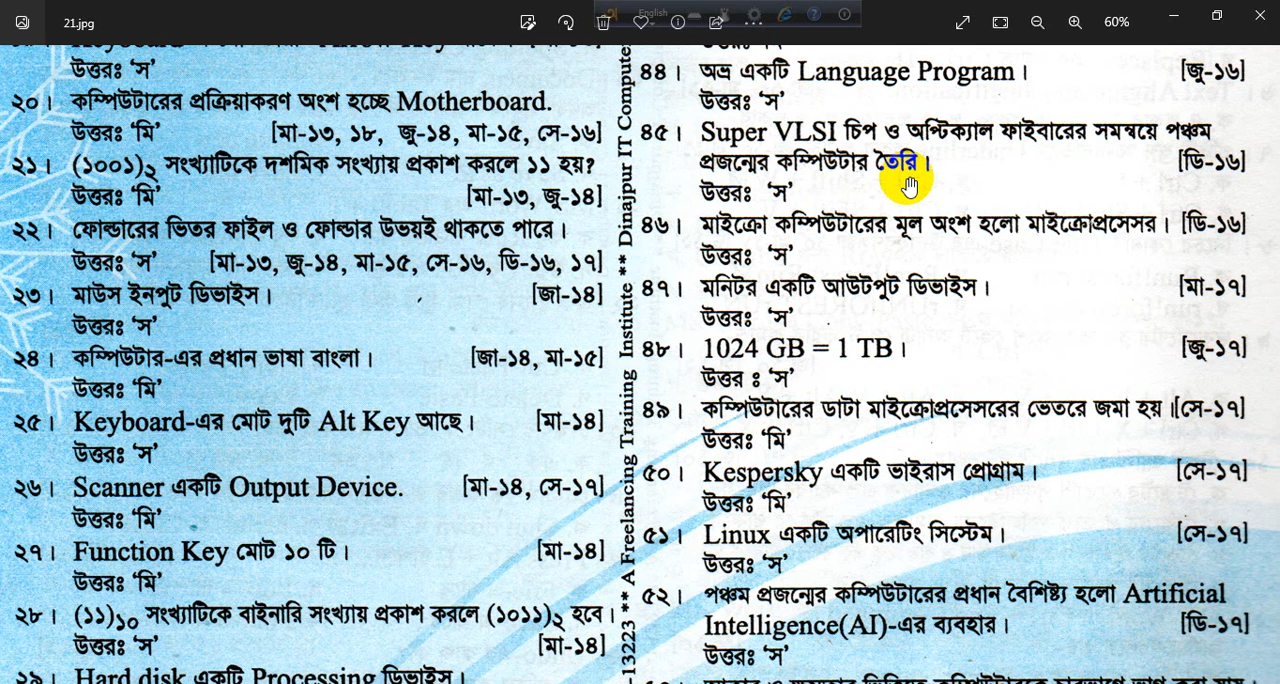 21.jpg
English
60%
উত্তরঃ ‘স’
২০। কম্পিউটারের প্রক্রিয়াকরণ অংশ হচ্ছে Motherboard.
উত্তরঃ ‘মি’ [মা-১৩, ১৮, জু-১৪, মা-১৫, সে-১৬]
২১। (১০০১)২ সংখ্যাটিকে দশমিক সংখ্যায় প্রকাশ করলে ১১ হয়?
উত্তরঃ ‘মি’ [মা-১৩, জু-১৪]
২২। ফোল্ডারের ভিতর ফাইল ও ফোল্ডার উভয়ই থাকতে পারে।
উত্তরঃ ‘স’ [মা-১৩, জু-১৪, মা-১৫, সে-১৬, ডি-১৬, ১৭]
২৩। মাউস ইনপুট ডিভাইস। [জা-১৪]
উত্তরঃ ‘স’
২৪। কম্পিউটার-এর প্রধান ভাষা বাংলা। [জা-১৪, মা-১৫]
উত্তরঃ ‘মি’
২৫। Keyboard-এর মোট দুটি Alt Key আছে। [মা-১৪]
উত্তরঃ ‘স’
২৬। Scanner একটি Output Device. [মা-১৪, সে-১৭]
উত্তরঃ ‘মি’
২৭। Function Key মোট ১০ টি। [মা-১৪]
উত্তরঃ ‘মি’
২৮। (১১)১০ সংখ্যাটিকে বাইনারি সংখ্যায় প্রকাশ করলে (১০১১)২ হবে।
উত্তরঃ ‘স’ [মা-১৪]
২৯। Hard disk একটি Processing ডিভাইস।
-13223 ** A Freelancing Training Institute ** Dinajpur IT Computer
৪৪। অভ্র একটি Language Program। [জু-১৬]
উত্তরঃ ‘স’
৪৫। Super VLSI চিপ ও অপ্টিক্যাল ফাইবারের সমন্বয়ে পঞ্চম
প্রজন্মের কম্পিউটার তৈরি। [ডি-১৬]
উত্তরঃ ‘স’
৪৬। মাইক্রো কম্পিউটারের মূল অংশ হলো মাইক্রোপ্রসেসর। [ডি-১৬]
উত্তরঃ ‘স’
৪৭। মনিটর একটি আউটপুট ডিভাইস। [মা-১৭]
উত্তরঃ ‘স’
৪৮। 1024 GB = 1 TB। [জু-১৭]
উত্তর ঃ ‘স’
৪৯। কম্পিউটারের ডাটা মাইক্রোপ্রসেসরের ভেতরে জমা হয়।[সে-১৭]
উত্তরঃ ‘মি’
৫০। Kespersky একটি ভাইরাস প্রোগ্রাম। [সে-১৭]
উত্তরঃ ‘মি’
৫১। Linux একটি অপারেটিং সিস্টেম। [সে-১৭]
উত্তরঃ ‘স’
৫২। পঞ্চম প্রজন্মের কম্পিউটারের প্রধান বৈশিষ্ট্য হলো Artificial
Intelligence(AI)-এর ব্যবহার। [ডি-১৭]
উত্তরঃ ‘স’